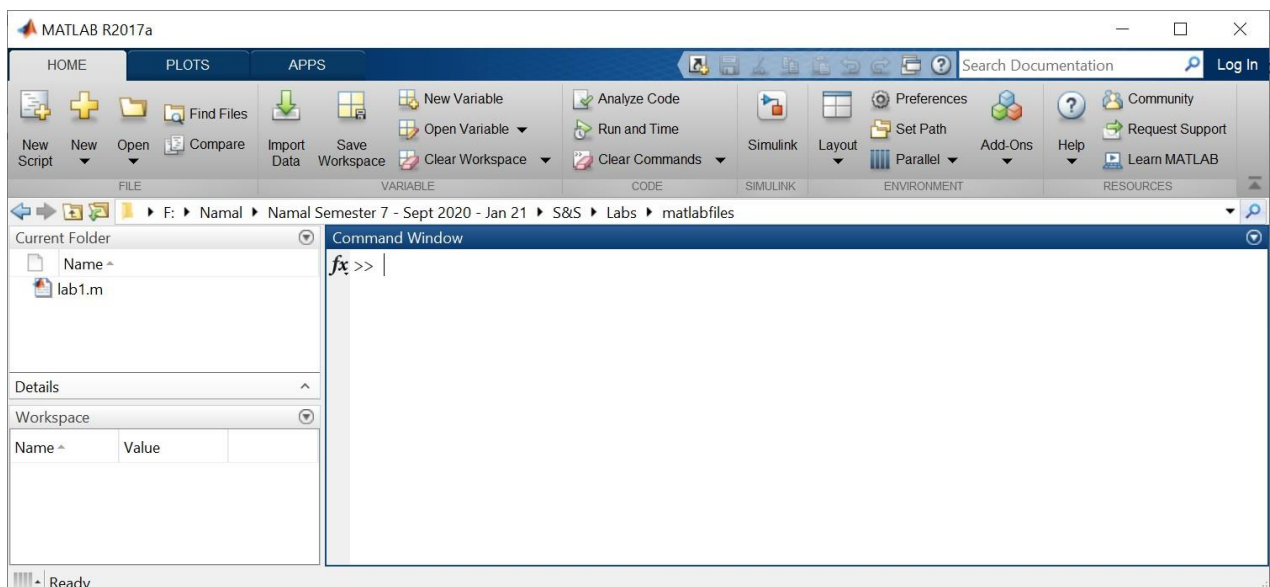 MATLAB R2017a
HOME PLOTS APPS Search Documentation Log In
New Script
New
Open
Find Files
Compare
FILE
Import Data
Save Workspace
New Variable
Open Variable
Clear Workspace
VARIABLE
Analyze Code
Run and Time
Clear Commands
CODE
Simulink
SIMULINK
Layout
Preferences
Set Path
Parallel
Add-Ons
ENVIRONMENT
Help
Community
Request Support
Learn MATLAB
RESOURCES
F: Namal Namal Semester 7 - Sept 2020 - Jan 21 S&S Labs matlabfiles
Current Folder
Name
lab1.m
Details
Workspace
Name Value
Command Window
fx >>
Ready